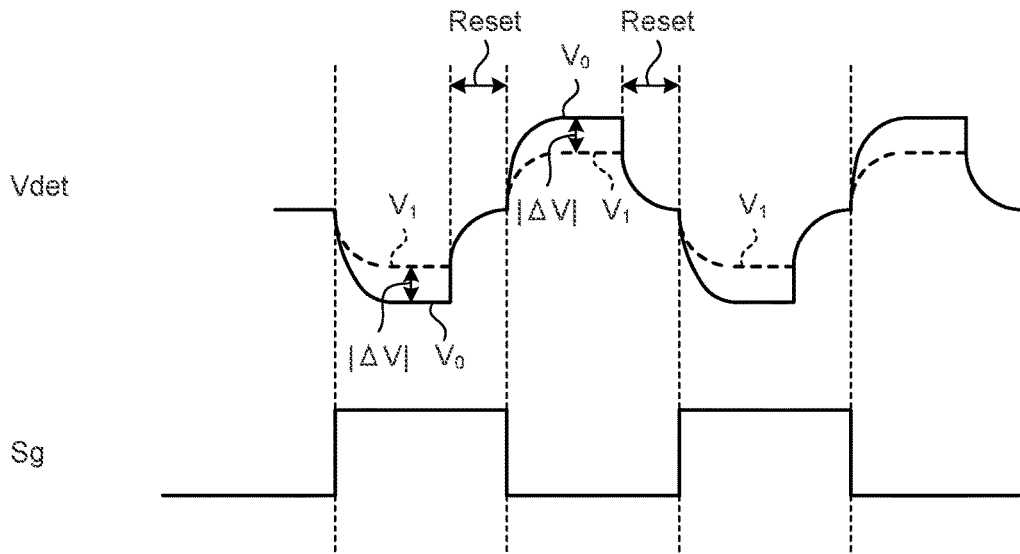 Reset
Reset
V₀
Vdet
V₁
|ΔV|
V₁
V₁
|ΔV|
V₀
Sg